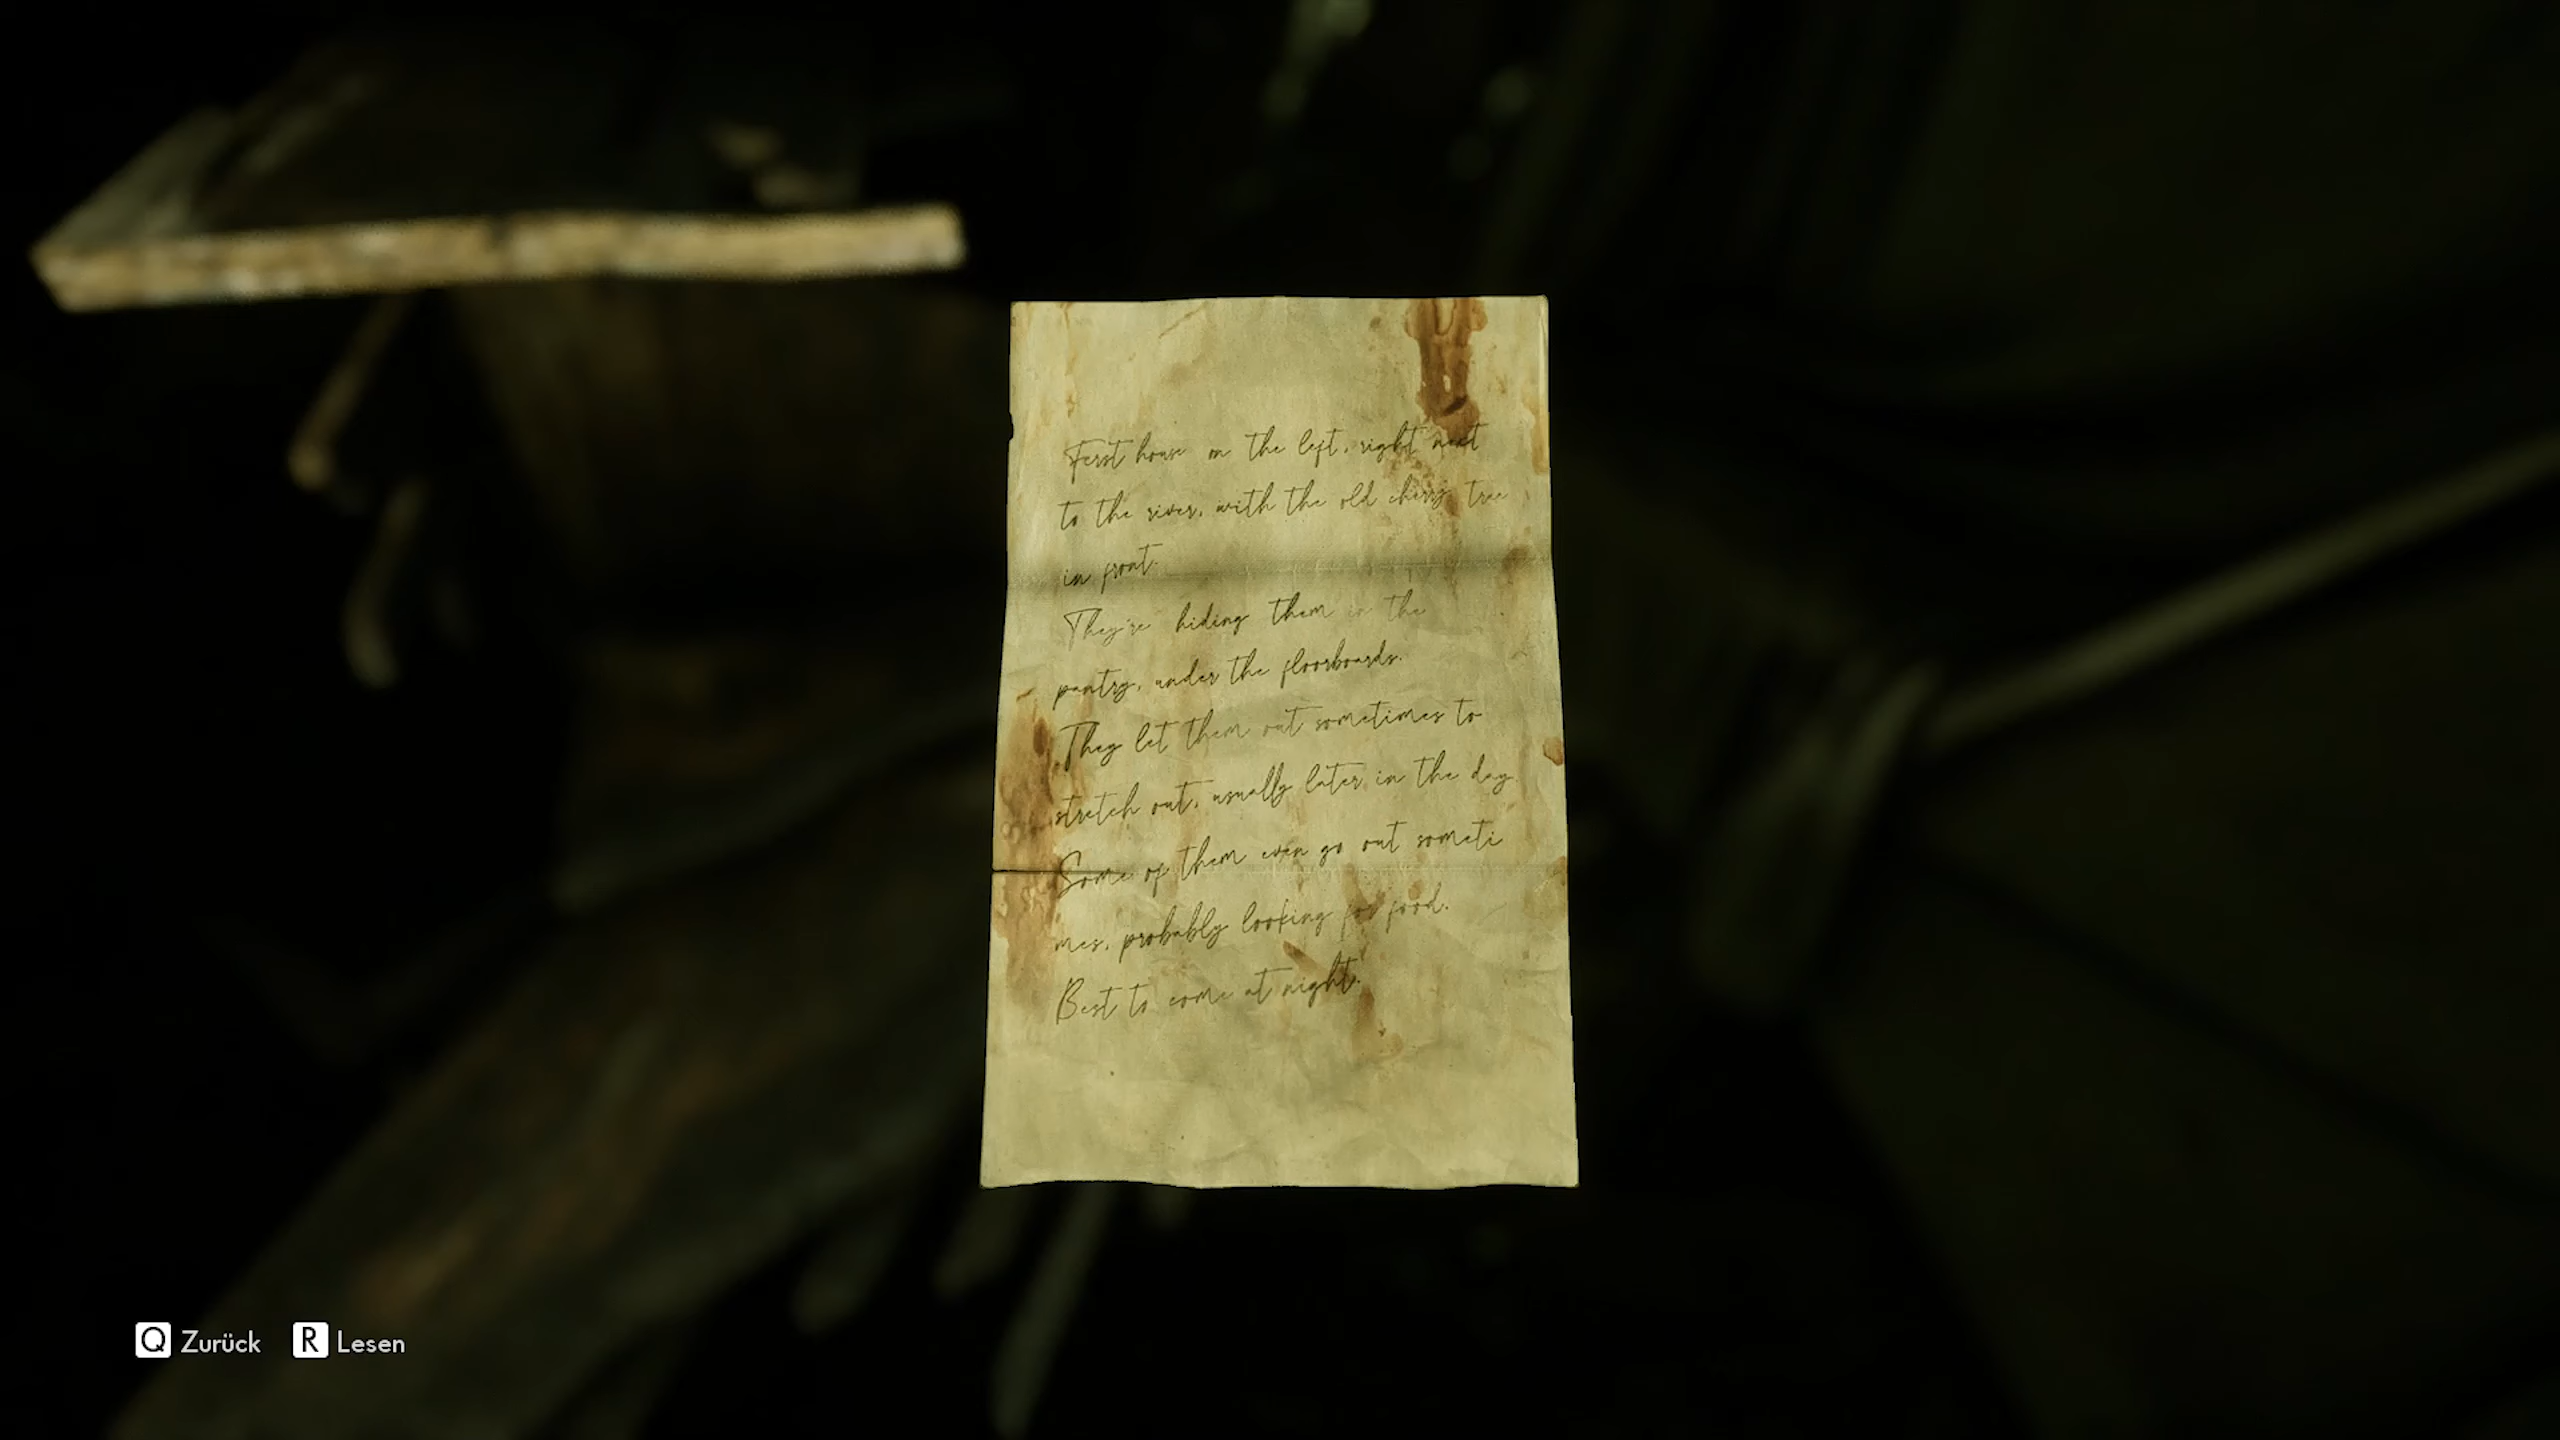 First house on the left, right next
to the river, with the old cherry tree
in front.
They're hiding them in the
pantry, under the floorboards.
They let them out sometimes to
stretch out, usually later in the day.
Some of them even go out someti
mes, probably looking for food.
Best to come at night.
Q Zurück R Lesen